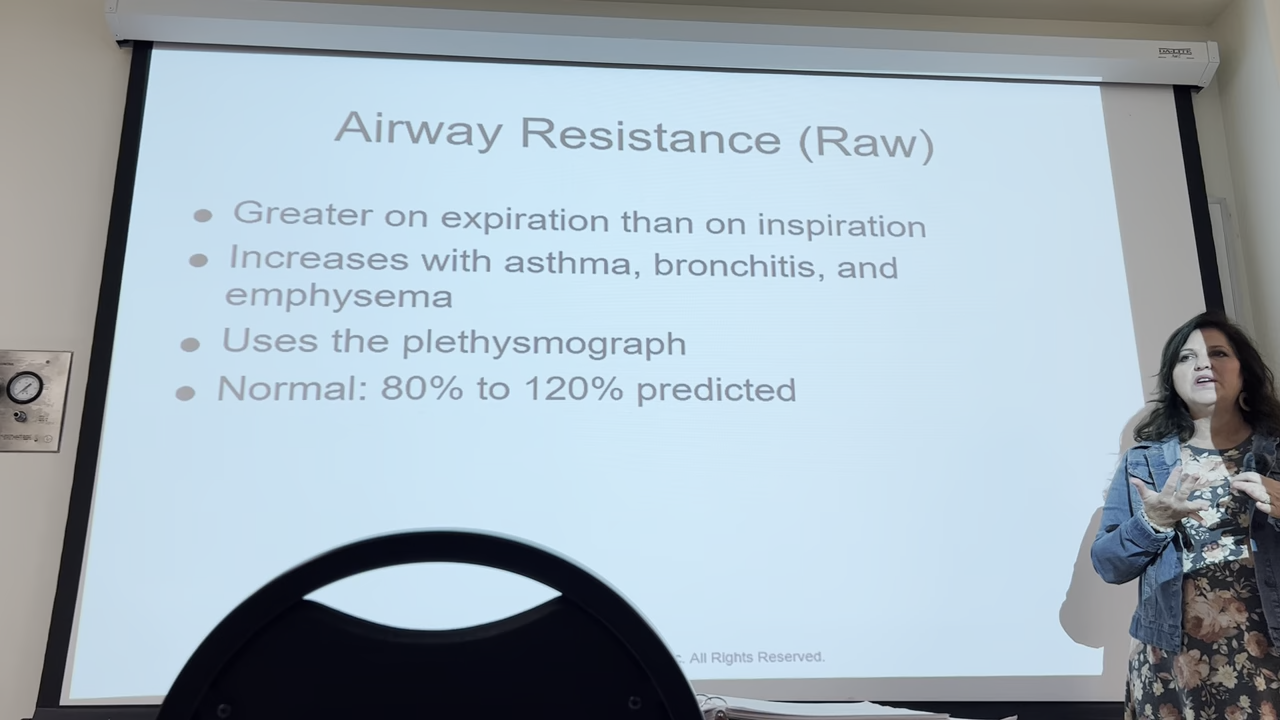 Airway Resistance (Raw)
● Greater on expiration than on inspiration
● Increases with asthma, bronchitis, and
emphysema
● Uses the plethysmograph
● Normal: 80% to 120% predicted
All Rights Reserved.